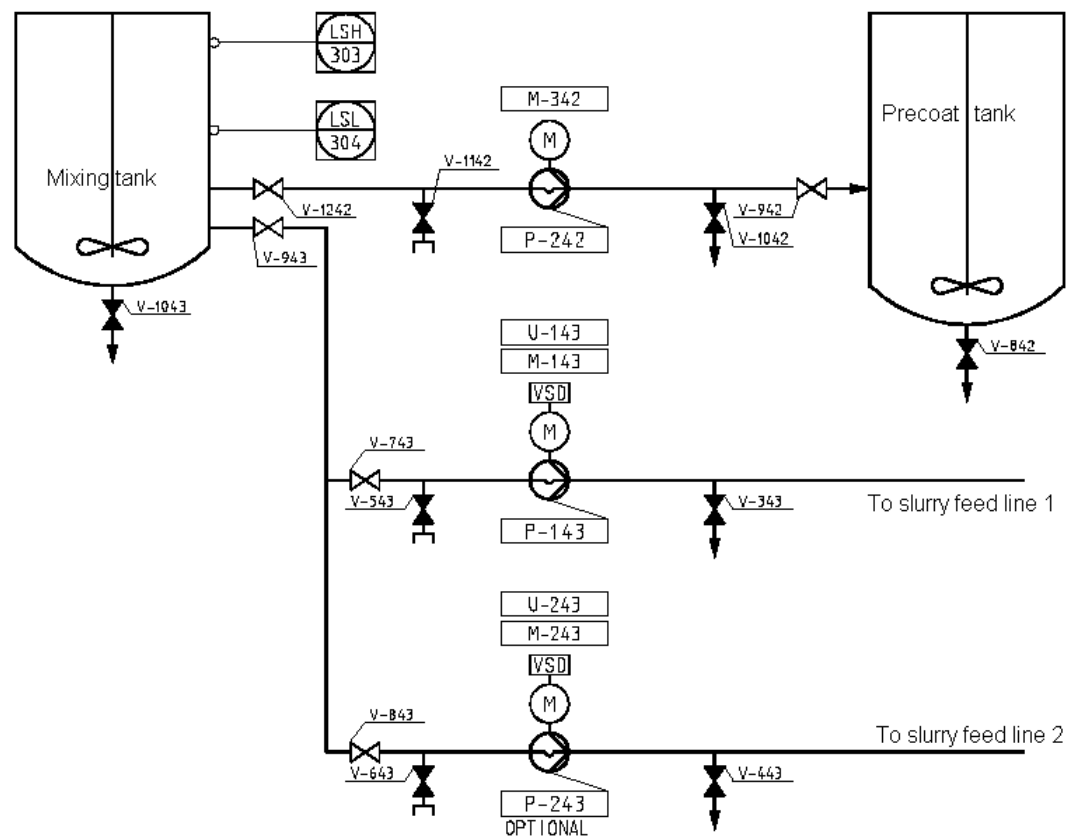 LSH
303
M-342
LSL
304
Precoat tank
M
V-1142
Mixing tank
V-1242
V-942
V-943
P-242
V-1042
V-1043
U-143
M-143
V-842
VSD
M
V-743
V-543
V-343
To slurry feed line 1
P-143
U-243
M-243
VSD
M
V-843
To slurry feed line 2
V-643
V-443
P-243
OPTIONAL